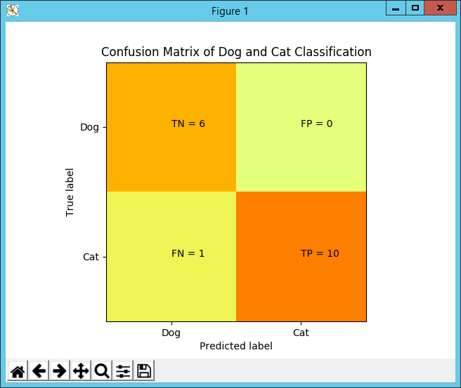 Figure 1
Confusion Matrix of Dog and Cat Classification
Dog
TN = 6
FP = 0
True label
Cat
FN = 1
TP = 10
Dog
Cat
Predicted label